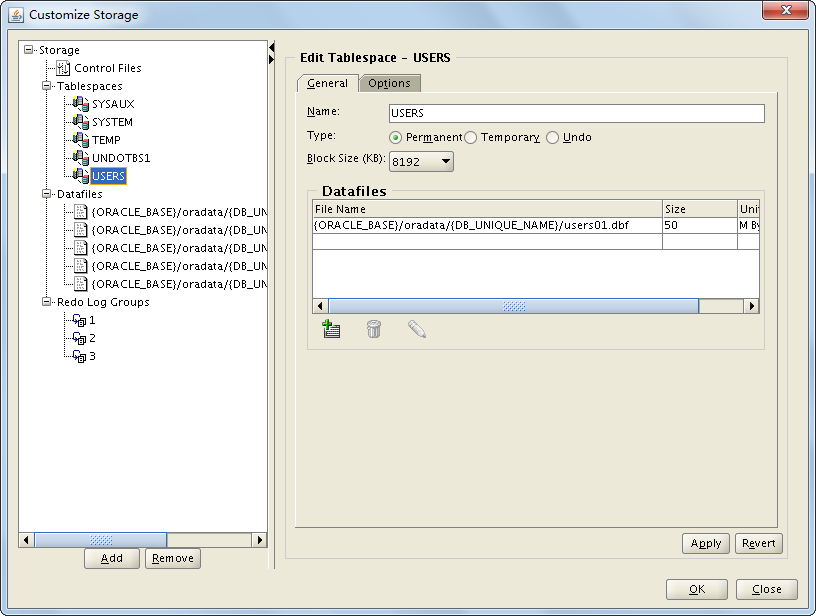 Customize Storage
Storage
Control Files
Tablespaces
SYSAUX
SYSTEM
TEMP
UNDOTBS1
USERS
Datafiles
{ORACLE_BASE}/oradata/{DB_UN
{ORACLE_BASE}/oradata/{DB_UN
{ORACLE_BASE}/oradata/{DB_UN
{ORACLE_BASE}/oradata/{DB_UN
{ORACLE_BASE}/oradata/{DB_UN
Redo Log Groups
1
2
3
Add Remove
Edit Tablespace - USERS
General Options
Name: USERS
Type: Permanent Temporary Undo
Block Size (KB): 8192
Datafiles
File Name Size Uni
{ORACLE_BASE}/oradata/{DB_UNIQUE_NAME}/users01.dbf 50 M By
Apply Revert
OK Close